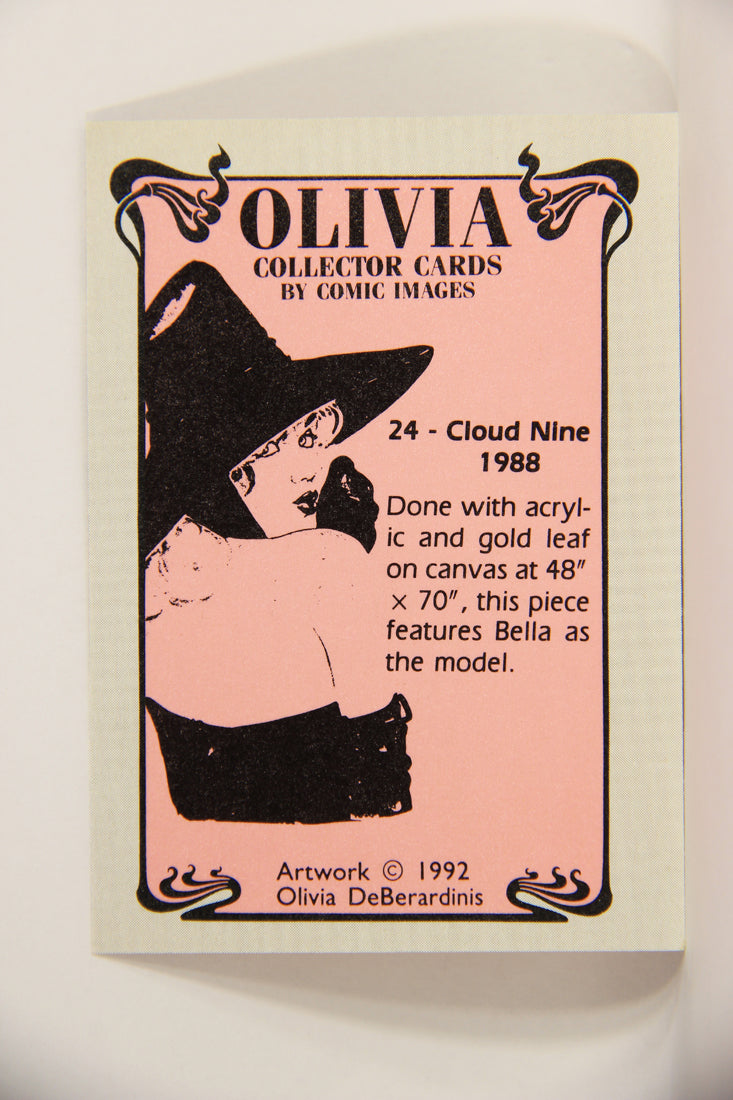 OLIVIA
COLLECTOR CARDS
BY COMIC IMAGES
24 - Cloud Nine
1988
Done with acryl-
ic and gold leaf
on canvas at 48"
× 70", this piece
features Bella as
the model.
Artwork © 1992
Olivia DeBerardinis